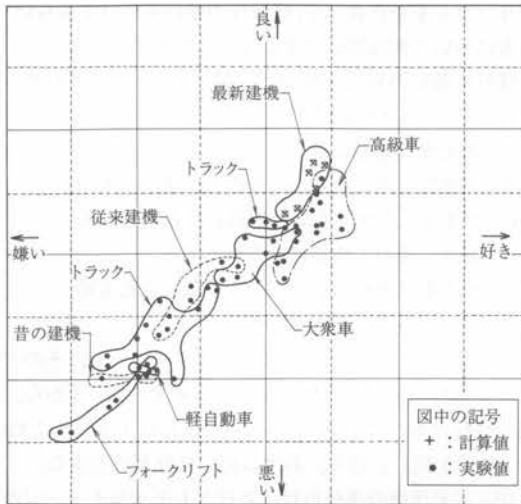 良い
最新建機
高級車
トラック
従来建機
嫌い
好き
トラック
大衆車
昔の建機
軽自動車
フォークリフト
悪い
図中の記号
+ : 計算値
● : 実験値